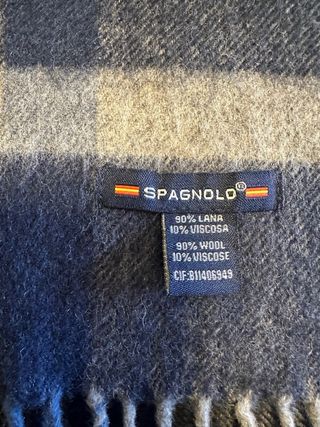 SPAGNOLO®
90% LANA
10% VISCOSA
90% WOOL
10% VISCOSE
CIF:B11406949